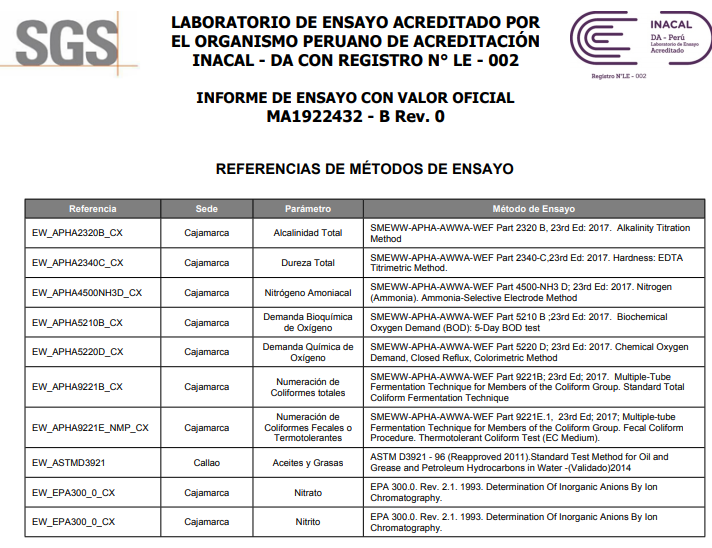 SGS
LABORATORIO DE ENSAYO ACREDITADO POR
EL ORGANISMO PERUANO DE ACREDITACIÓN
INACAL - DA CON REGISTRO N° LE - 002
INACAL
DA - Perú
Laboratorio de Ensayo
Acreditado
Registro N°LE - 002
INFORME DE ENSAYO CON VALOR OFICIAL
MA1922432 - B Rev. 0
REFERENCIAS DE MÉTODOS DE ENSAYO
Referencia Sede Parámetro Método de Ensayo
EW_APHA2320B_CX Cajamarca Alcalinidad Total SMEWW-APHA-AWWA-WEF Part 2320 B, 23rd Ed: 2017. Alkalinity Titration
Method
EW_APHA2340C_CX Cajamarca Dureza Total SMEWW-APHA-AWWA-WEF Part 2340-C,23rd Ed: 2017. Hardness: EDTA
Titrimetric Method.
EW_APHA4500NH3D_CX Cajamarca Nitrógeno Amoniacal SMEWW-APHA-AWWA-WEF Part 4500-NH3 D; 23rd Ed: 2017. Nitrogen
(Ammonia). Ammonia-Selective Electrode Method
EW_APHA5210B_CX Cajamarca Demanda Bioquímica
de Oxígeno SMEWW-APHA-AWWA-WEF Part 5210 B ;23rd Ed: 2017. Biochemical
Oxygen Demand (BOD): 5-Day BOD test
EW_APHA5220D_CX Cajamarca Demanda Química de
Oxígeno SMEWW-APHA-AWWA-WEF Part 5220 D; 23rd Ed: 2017. Chemical Oxygen
Demand, Closed Reflux, Colorimetric Method
EW_APHA9221B_CX Cajamarca Numeración de
Coliformes totales SMEWW-APHA-AWWA-WEF Part 9221B; 23rd Ed; 2017. Multiple-Tube
Fermentation Technique for Members of the Coliform Group. Standard Total
Coliform Fermentation Technique
EW_APHA9221E_NMP_CX Cajamarca Numeración de
Coliformes Fecales o
Termotolerantes SMEWW-APHA-AWWA-WEF Part 9221E.1, 23rd Ed; 2017; Multiple-tube
Fermentation Technique for Members of the Coliform Group. Fecal Coliform
Procedure. Thermotolerant Coliform Test (EC Medium).
EW_ASTMD3921 Callao Aceites y Grasas ASTM D3921 - 96 (Reapproved 2011).Standard Test Method for Oil and
Grease and Petroleum Hydrocarbons in Water -(Validado)2014
EW_EPA300_0_CX Cajamarca Nitrato EPA 300.0. Rev. 2.1. 1993. Determination Of Inorganic Anions By Ion
Chromatography.
EW_EPA300_0_CX Cajamarca Nitrito EPA 300.0. Rev. 2.1. 1993. Determination Of Inorganic Anions By Ion
Chromatography.